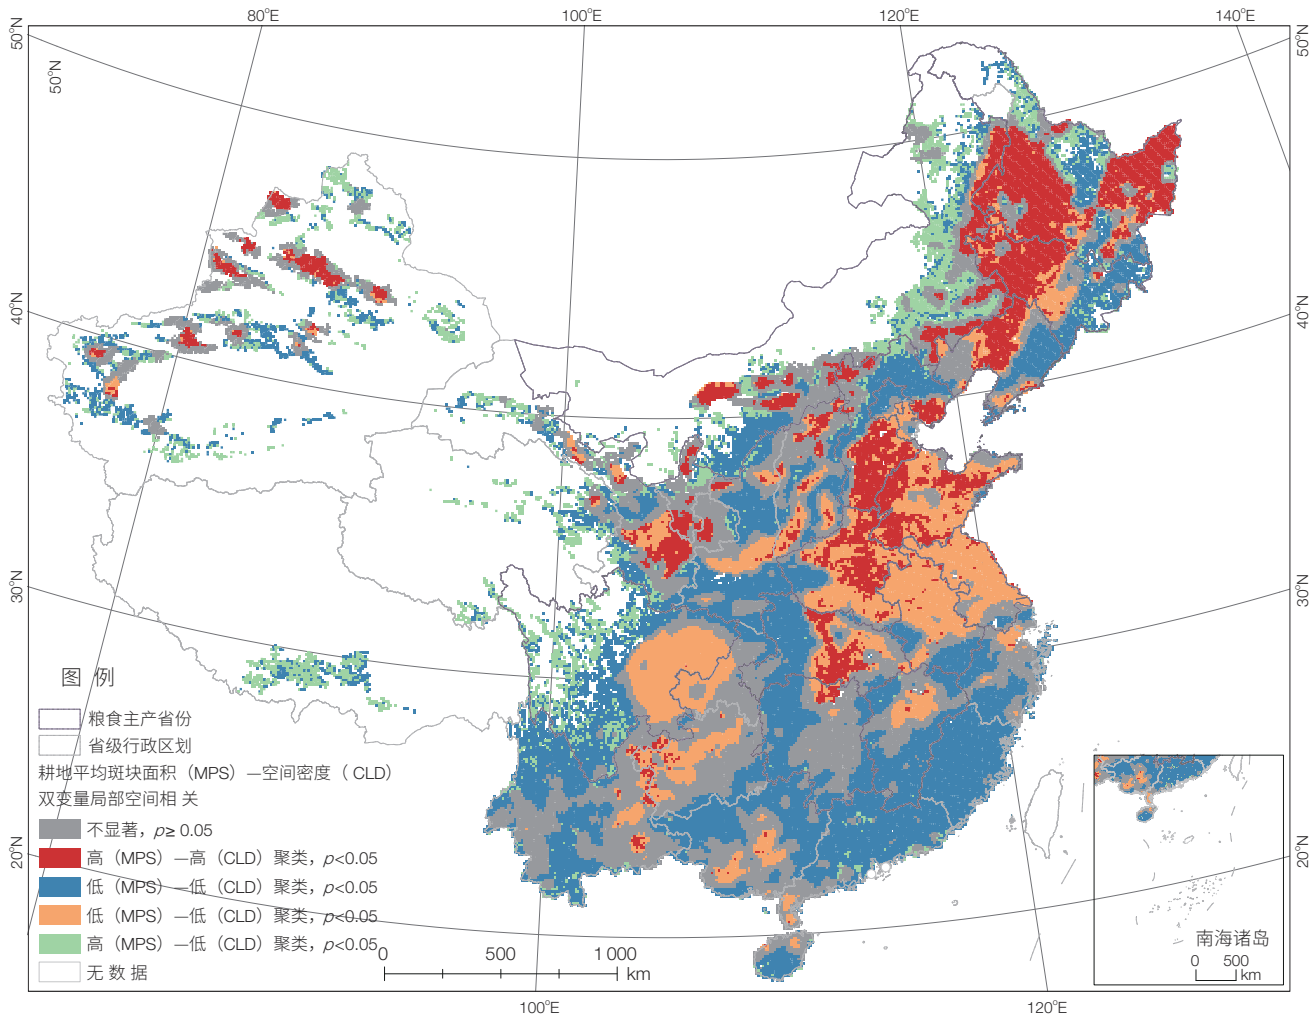 80°E 100°E 120°E 140°E
50°N
50°N
50°N
40°N
40°N
30°N
30°N
20°N
20°N
图 例
粮食主产省份
省级行政区划
耕地平均斑块面积（MPS）—空间密度（ CLD）
双变量局部空间相 关
不显著，p≥ 0.05
高（MPS）—高（CLD）聚类，p<0.05
低（MPS）—低（CLD）聚类，p<0.05
低（MPS）—低（CLD）聚类，p<0.05
高（MPS）—低（CLD）聚类，p<0.05
无 数 据
0 500 1 000
km
南海诸岛
0 500
km
100°E 120°E